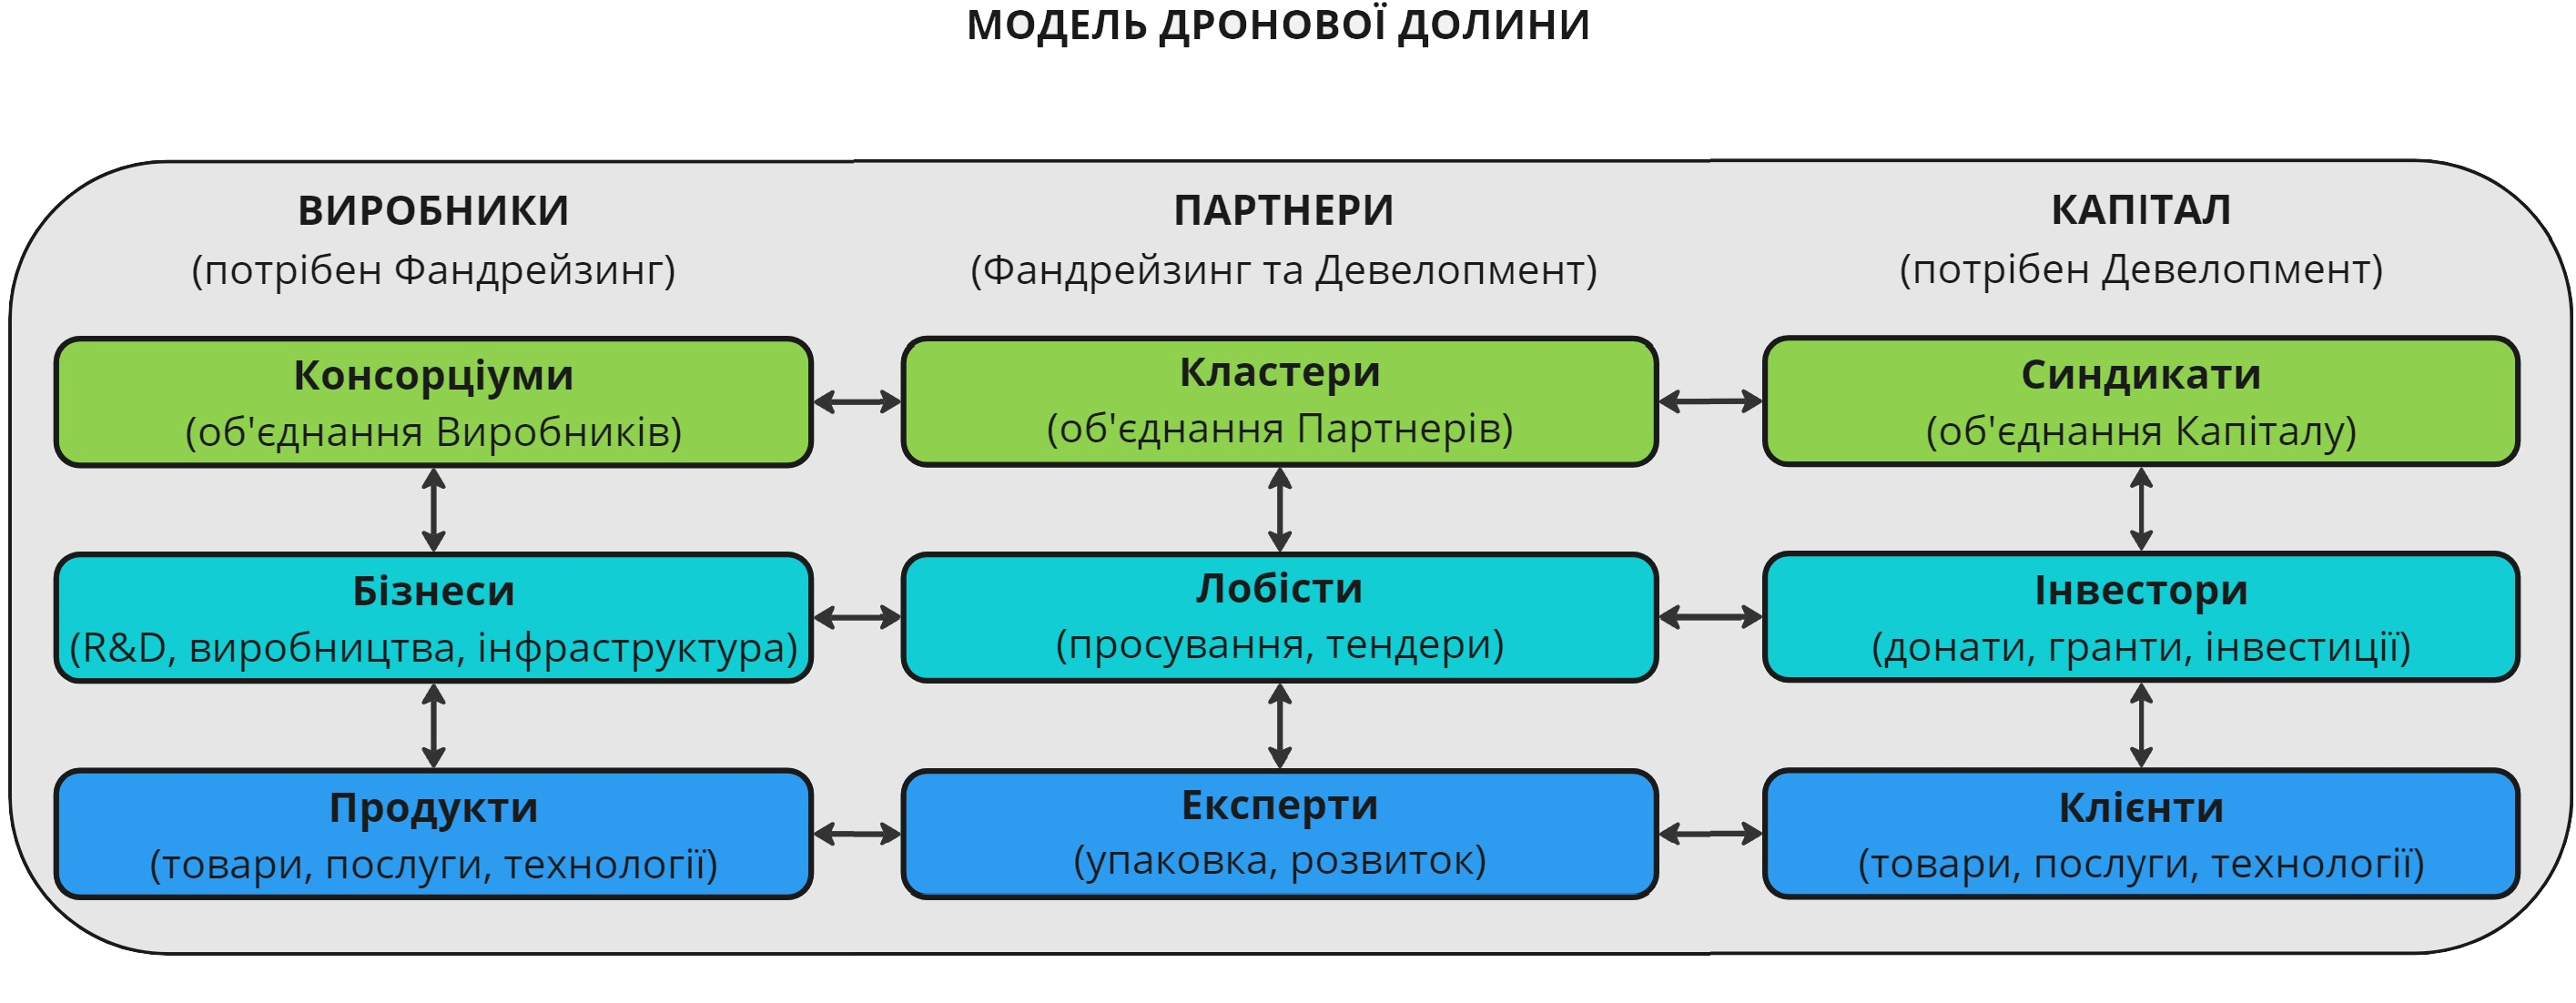 МОДЕЛЬ ДРОНОВОЇ ДОЛИНИ
ВИРОБНИКИ
(потрібен Фандрейзинг)
ПАРТНЕРИ
(Фандрейзинг та Девелопмент)
КАПІТАЛ
(потрібен Девелопмент)
Консорціуми
(об'єднання Виробників)
Кластери
(об'єднання Партнерів)
Синдикати
(об'єднання Капіталу)
Бізнеси
(R&D, виробництва, інфраструктура)
Лобісти
(просування, тендери)
Інвестори
(донати, гранти, інвестиції)
Продукти
(товари, послуги, технології)
Експерти
(упаковка, розвиток)
Клієнти
(товари, послуги, технології)